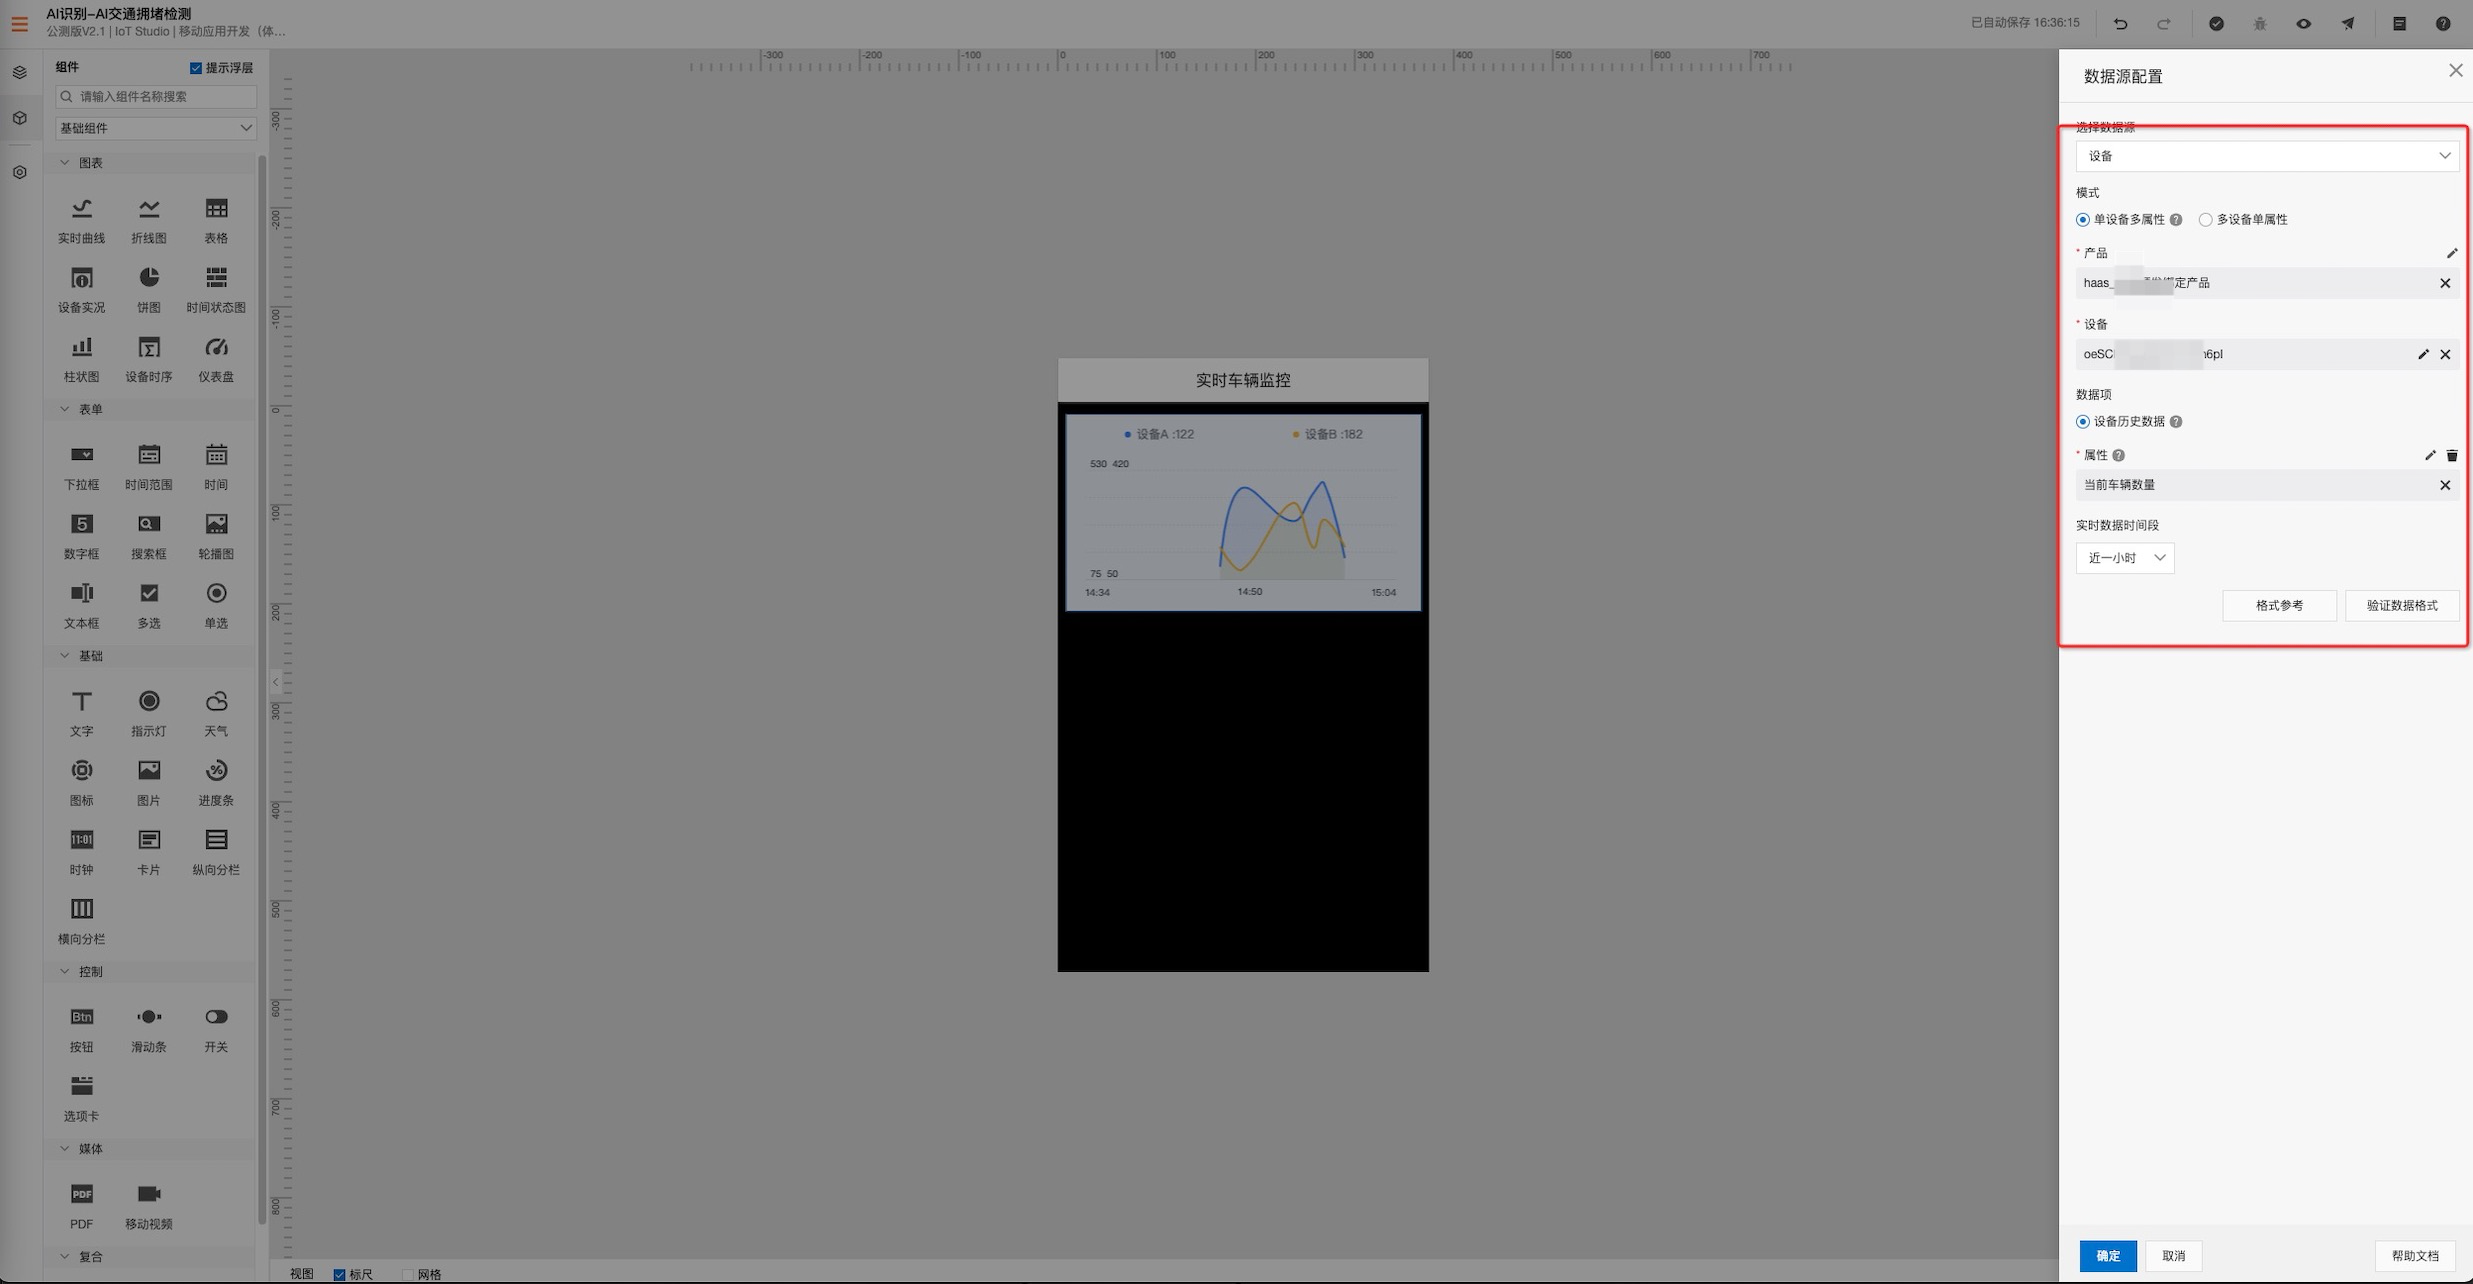 AI识别–AI交通拥堵检测
公测版V2.1 | IoT Studio | 移动应用开发（体...
已自动保存 16:36:15
组件
提示浮层
请输入组件名称搜索
基础组件
图表
实时曲线 折线图 表格
设备实况 饼图 时间状态图
柱状图 设备时序 仪表盘
表单
下拉框 时间范围 时间
5
数字框 搜索框 轮播图
文本框 多选 单选
基础
文字 指示灯 天气
图标 图片 进度条
11:01
时钟 卡片 纵向分栏
横向分栏
控制
Btn
按钮 滑动条 开关
选项卡
媒体
PDF
PDF 移动视频
复合
-300 -200 -100 0 100 200 300 400 500 600 700
-300
-200
-100
0
100
200
300
400
500
600
700
800
实时车辆监控
设备A :122 设备B :182
530 420
75 50
14:34 14:50 15:04
视图 标尺 网格
数据源配置
选择数据源
设备
模式
单设备多属性 多设备单属性
* 产品
haas_ 定产品
* 设备
oeSC 6pI
数据项
设备历史数据
* 属性
当前车辆数量
实时数据时间段
近一小时
格式参考 验证数据格式
确定 取消 帮助文档